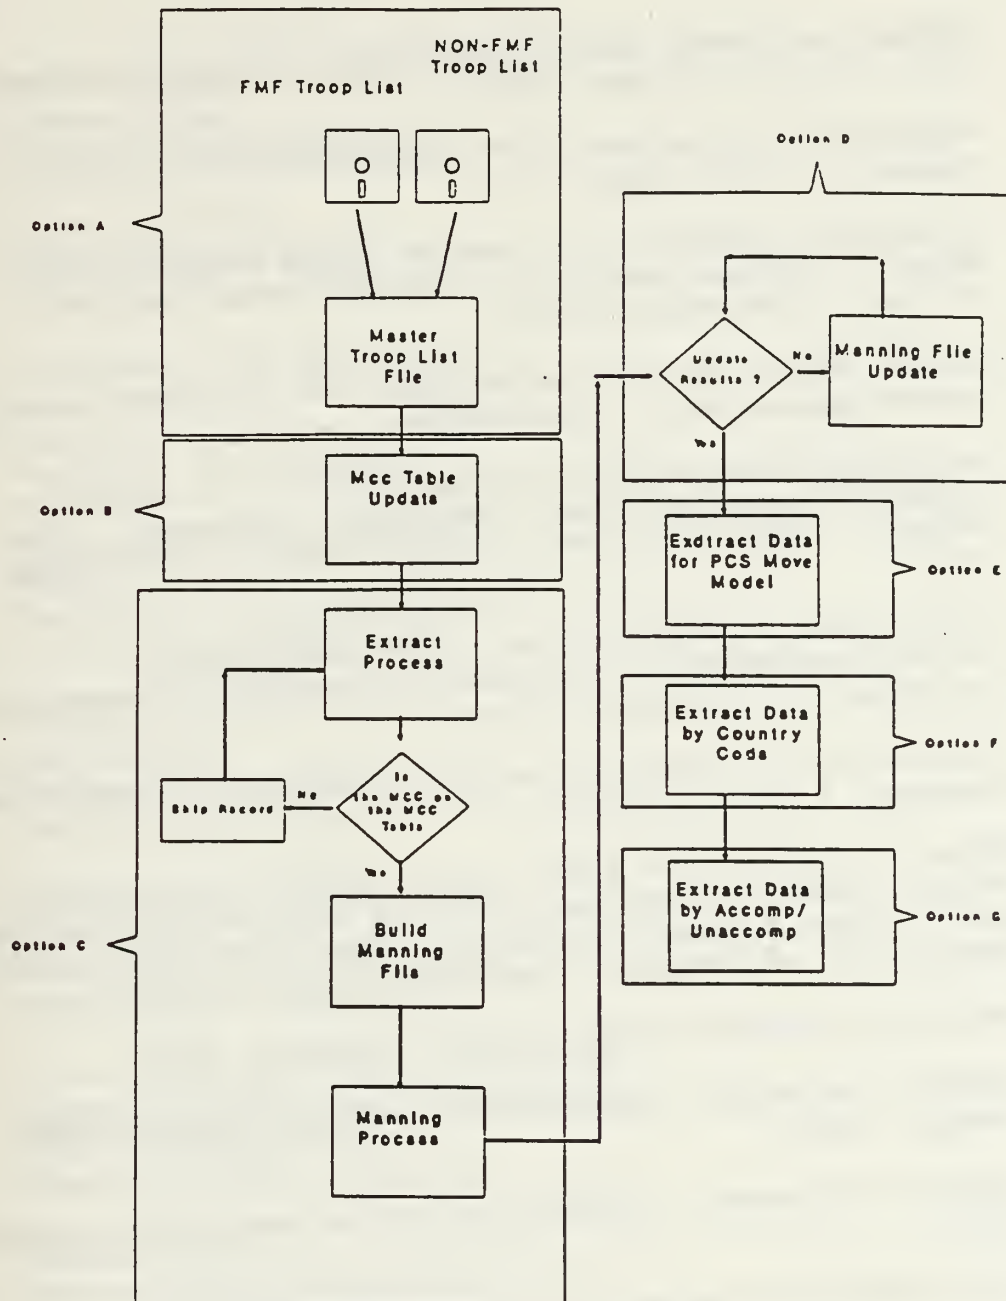 NON-FMF
Troop List
FMF Troop List
Option A
Master
Troop List
File
Option B
Mcc Table
Update
Option C
Extract
Process
Is
the MCC on
the MCC
Table
No
Skip Record
Yes
Build
Manning
File
Manning
Process
Option D
Update
Results ?
No
Manning File
Update
Yes
Exdtract Data
for PCS Move
Model
Option E
Extract Data
by Country
Code
Option F
Extract Data
by Accomp/
Unaccomp
Option G